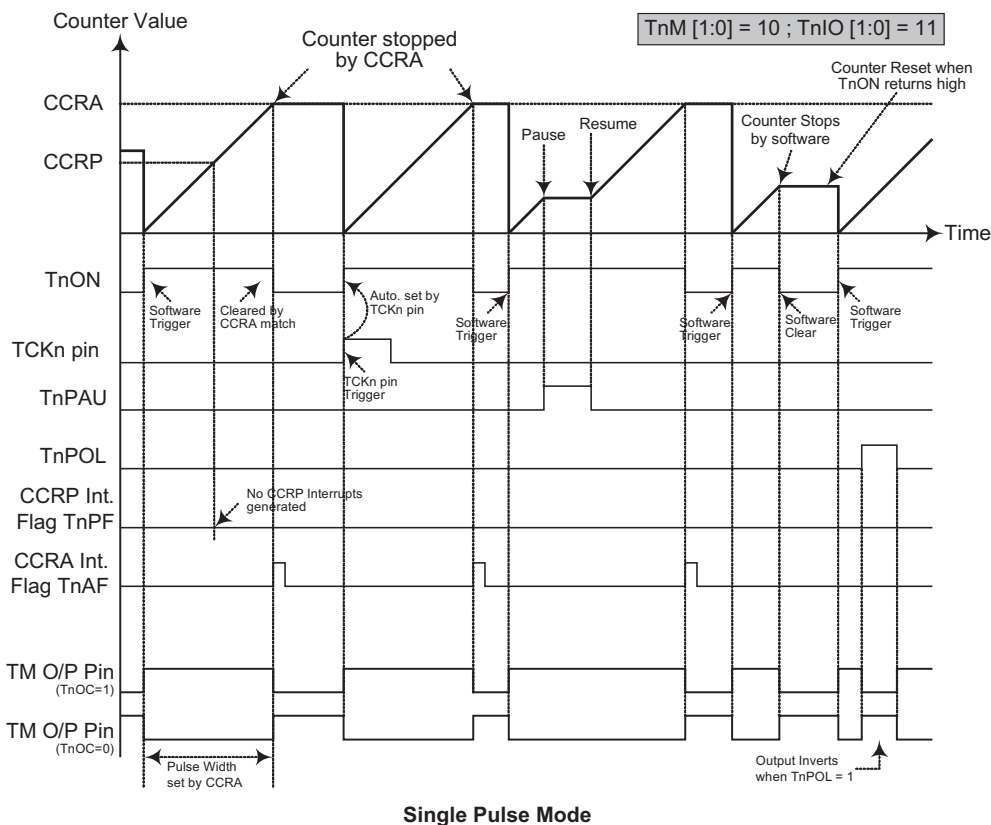 Counter Value
TnM [1:0] = 10 ; TnIO [1:0] = 11
Counter stopped
by CCRA
Counter Reset when
TnON returns high
CCRA
Counter Stops
by software
Pause
Resume
CCRP
Time
TnON
Software
Trigger
Cleared by
CCRA match
Auto. set by
TCKn pin
Software
Trigger
Software
Trigger
Software
Clear
Software
Trigger
TCKn pin
TCKn pin
Trigger
TnPAU
TnPOL
CCRP Int.
Flag TnPF
No CCRP Interrupts
generated
CCRA Int.
Flag TnAF
TM O/P Pin
(TnOC=1)
TM O/P Pin
(TnOC=0)
Pulse Width
set by CCRA
Output Inverts
when TnPOL = 1
Single Pulse Mode